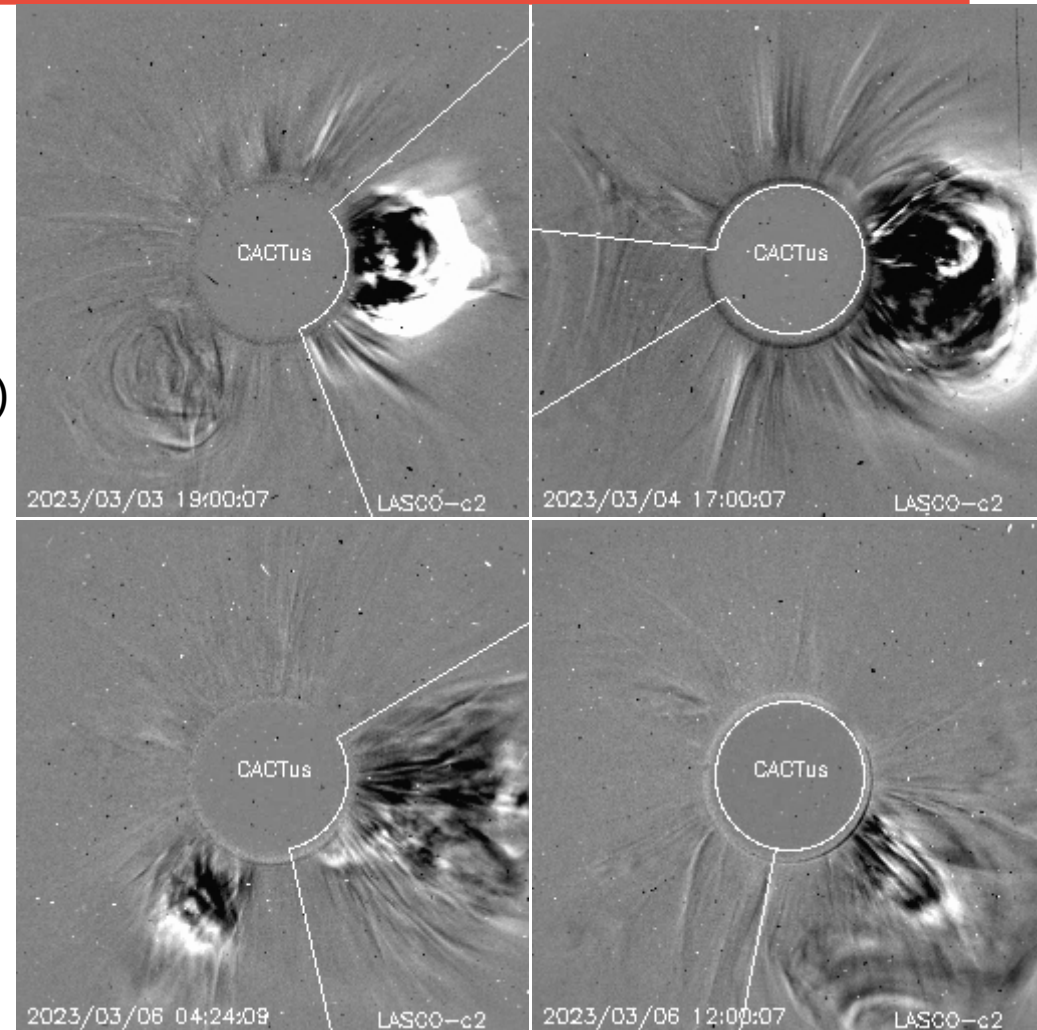 CACTus
2023/03/03 19:00:07 LASCO-c2
CACTus
2023/03/04 17:00:07 LASCO-c2
)
CACTus
2023/03/06 04:24:09 LASCO-c2
CACTus
2023/03/06 12:00:07 LASCO-c2